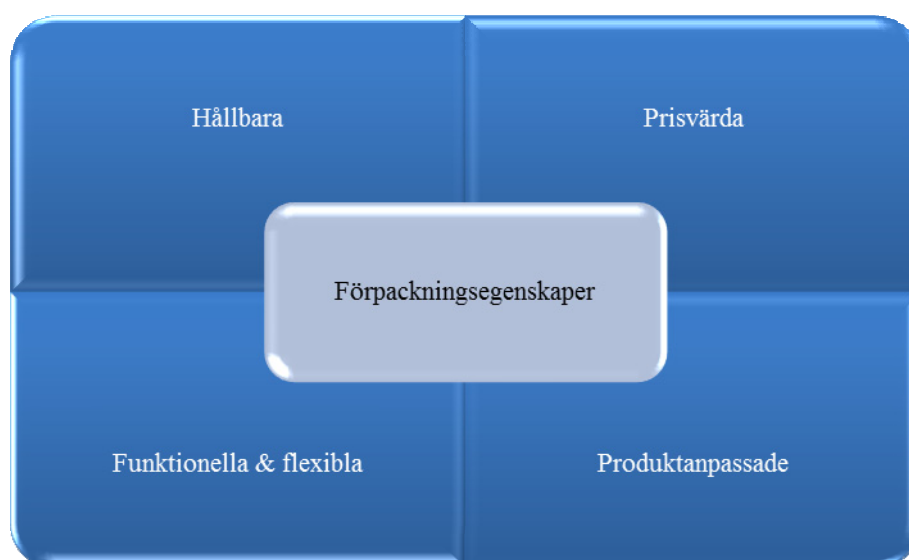 Hållbara
Prisvärda
Förpackningsegenskaper
Funktionella & flexibla
Produktanpassade